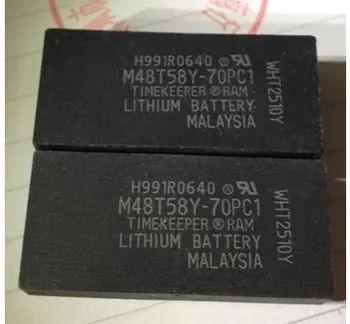 H991R0640 ®
M48T58Y-70PC1
TIMEKEEPER ® RAM
LITHIUM BATTERY
MALAYSIA
WHT2510Y
H991R0640 ®
M48T58Y-70PC1
TIMEKEEPER ® RAM
LITHIUM BATTERY
MALAYSIA
WHT2510Y